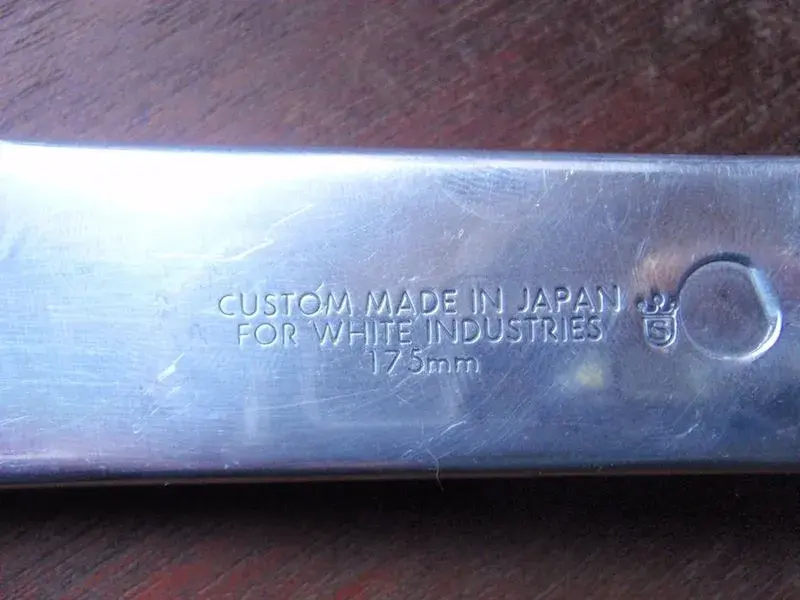 CUSTOM MADE IN JAPAN
FOR WHITE INDUSTRIES
175mm
S